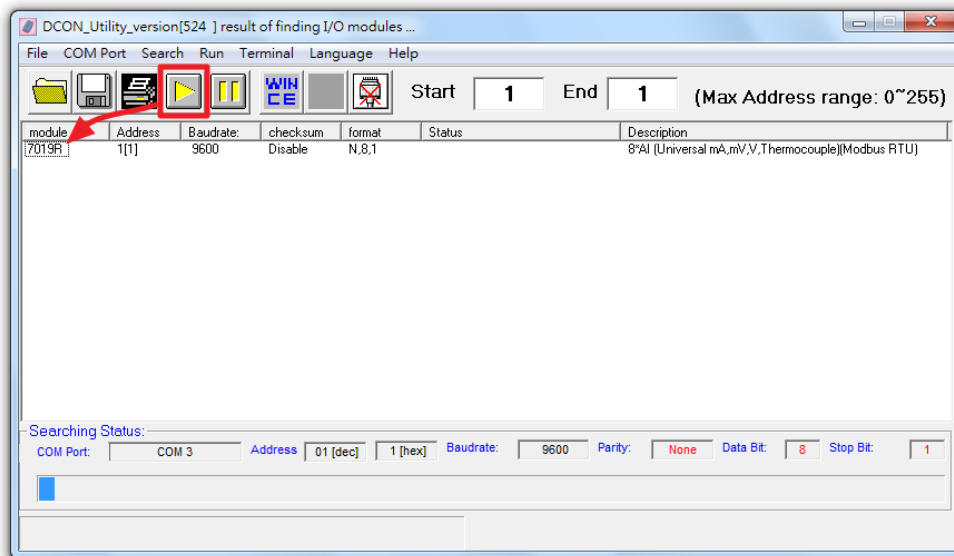 DCON_Utility_version[524 ] result of finding I/O modules ...
File COM Port Search Run Terminal Language Help
WIN CE Start 1 End 1 (Max Address range: 0~255)
module Address Baudrate: checksum format Status Description
7019R 1[1] 9600 Disable N,8,1 8*AI (Universal mA,mV,V,Thermocouple)(Modbus RTU)
Searching Status:
COM Port: COM 3 Address 01 [dec] 1 [hex] Baudrate: 9600 Parity: None Data Bit: 8 Stop Bit: 1